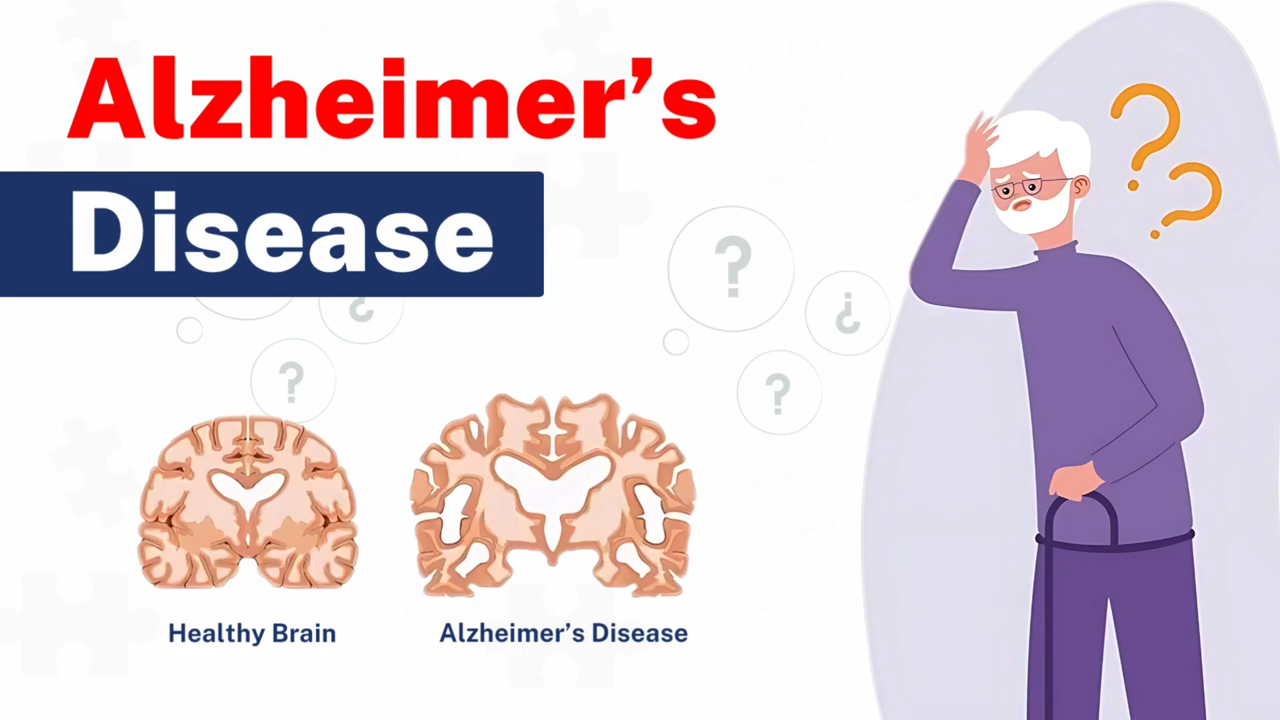 Alzheimer’s
Disease
?
?
¿
?
¿
?
?
?
Healthy Brain
Alzheimer’s Disease